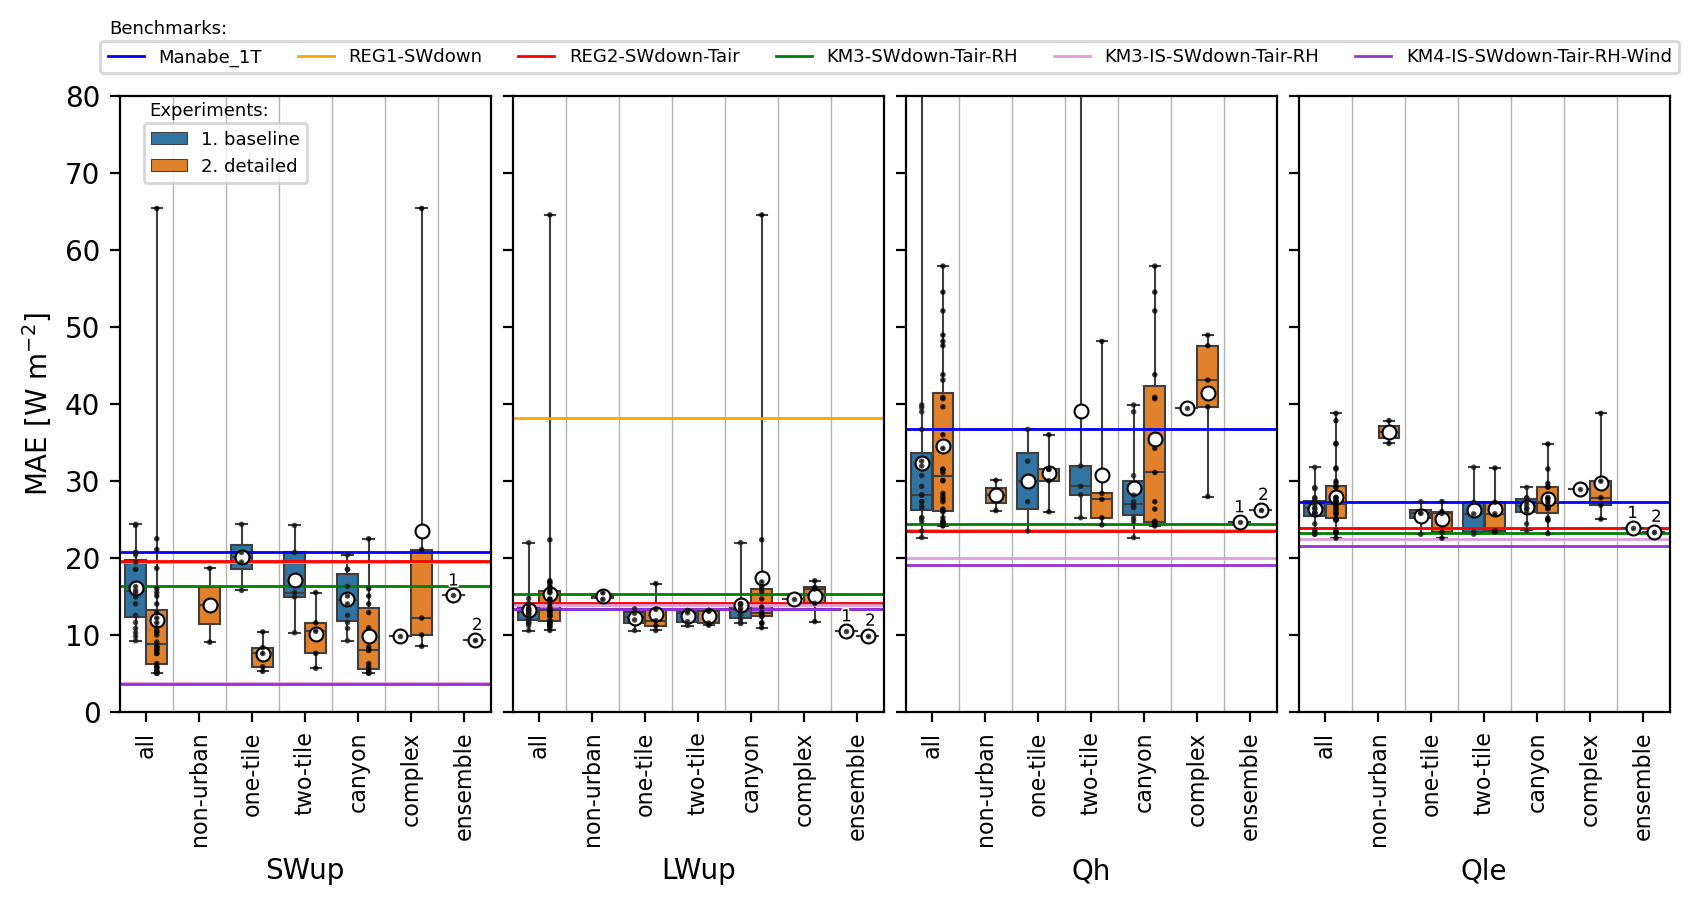 Benchmarks:
Manabe_1T REG1-SWdown REG2-SWdown-Tair KM3-SWdown-Tair-RH KM3-IS-SWdown-Tair-RH KM4-IS-SWdown-Tair-RH-Wind
Experiments:
1. baseline
2. detailed
MAE [W m⁻²]
80
70
60
50
40
30
20
10
0
1
2
1
2
1
2
1
2
all non-urban one-tile two-tile canyon complex ensemble
all non-urban one-tile two-tile canyon complex ensemble
all non-urban one-tile two-tile canyon complex ensemble
all non-urban one-tile two-tile canyon complex ensemble
SWup LWup Qh Qle